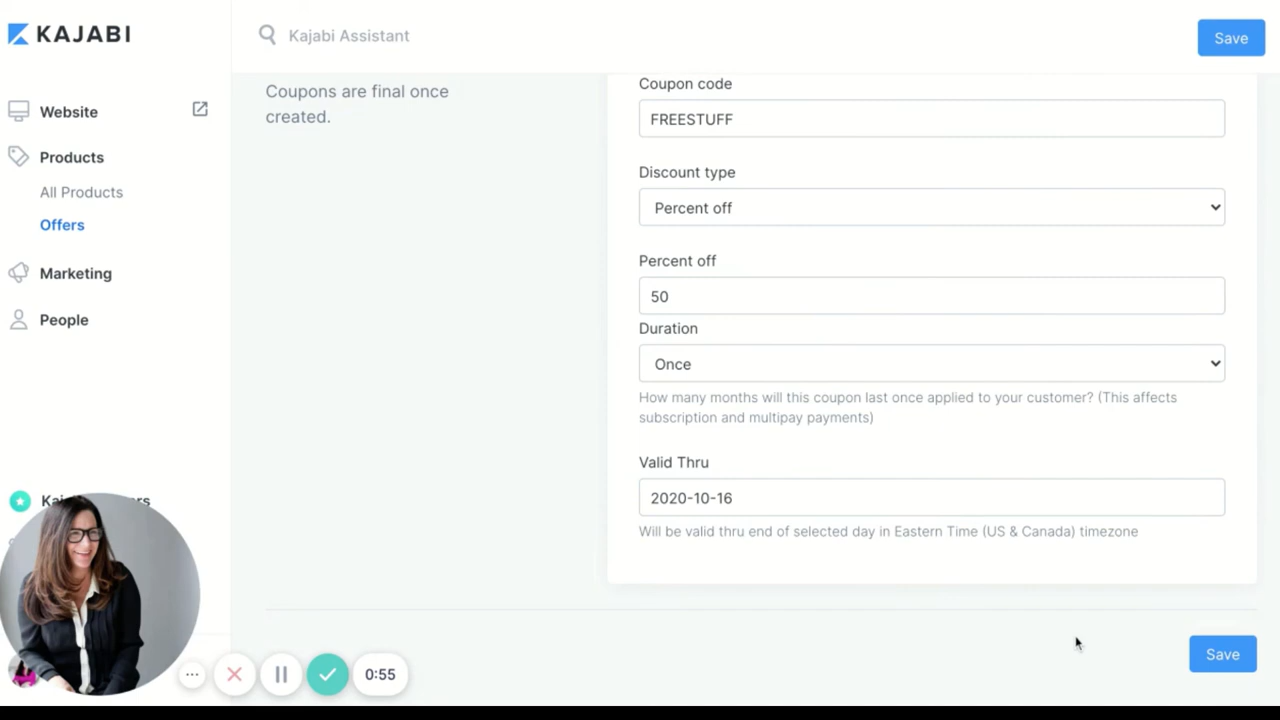 KAJABI
Kajabi Assistant
Save
Website
Products
All Products
Offers
Marketing
People
Coupons are final once
created.
Coupon code
FREESTUFF
Discount type
Percent off
Percent off
50
Duration
Once
How many months will this coupon last once applied to your customer? (This affects
subscription and multipay payments)
Valid Thru
2020-10-16
Will be valid thru end of selected day in Eastern Time (US & Canada) timezone
Save
0:55